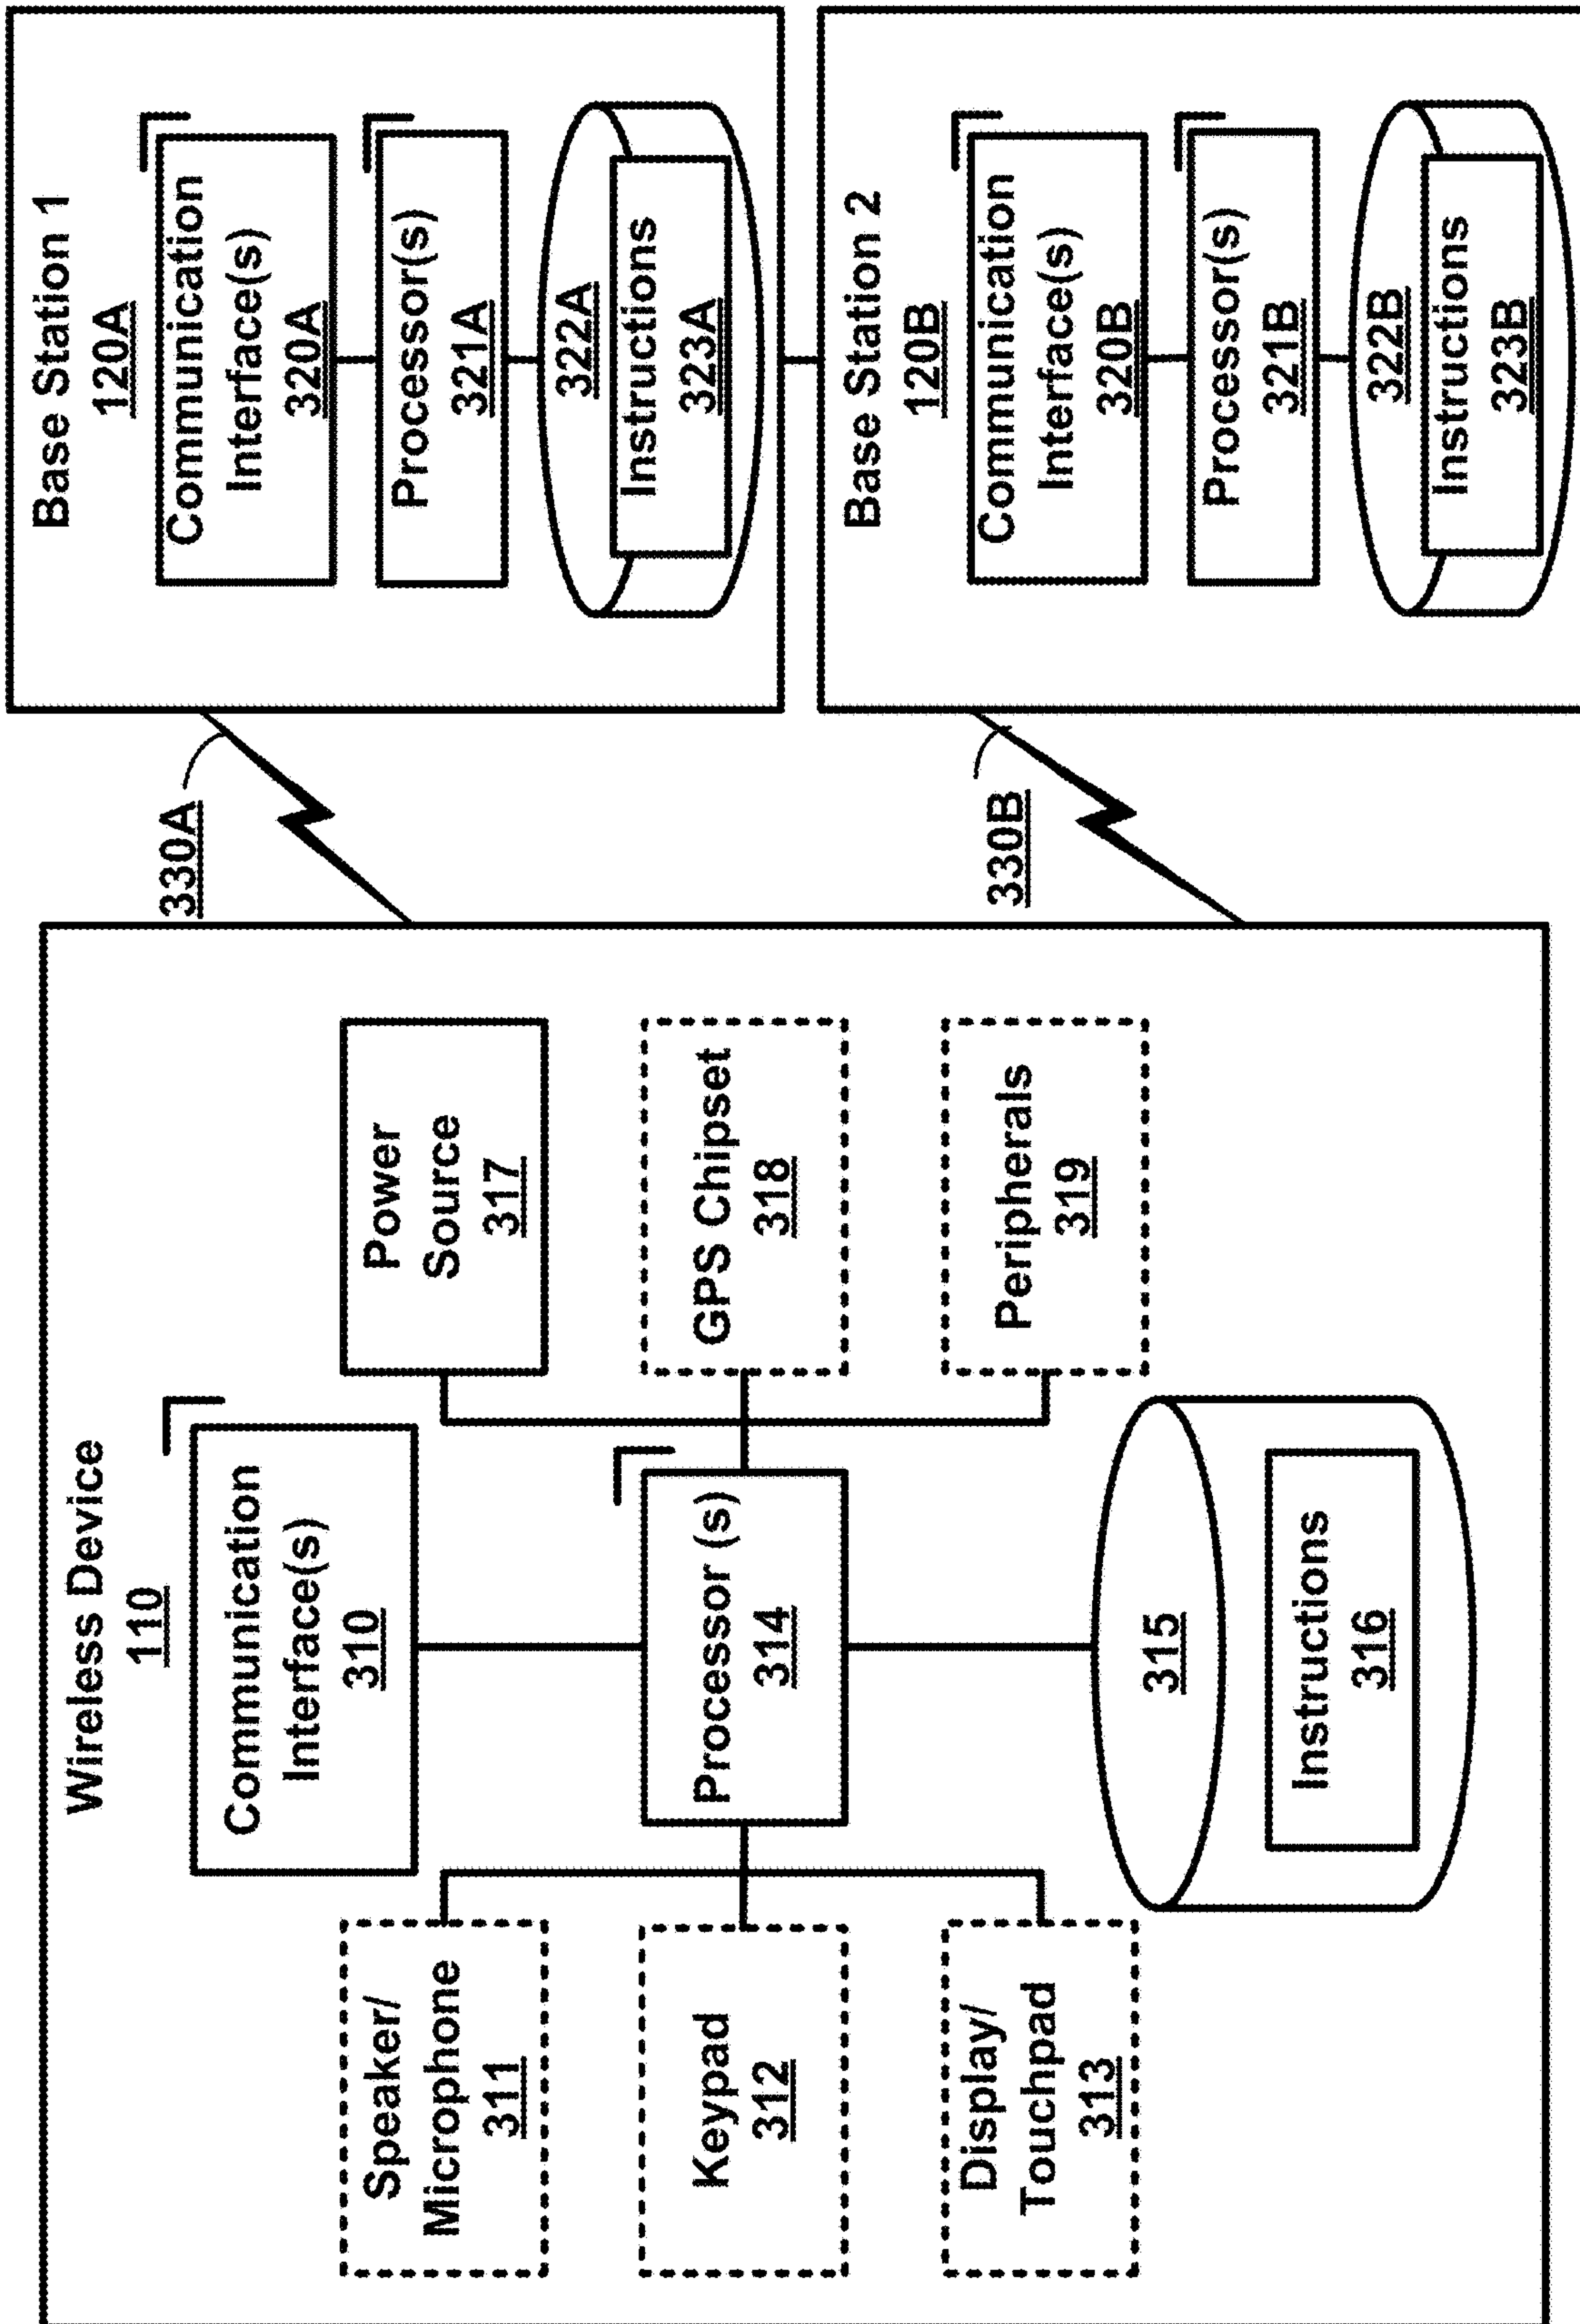 Wireless Device
110
Communication
Interface(s)
310
Speaker/
Microphone
311
Keypad
312
Display/
Touchpad
313
Processor (s)
314
315
Instructions
316
Power
Source
317
GPS Chipset
318
Peripherals
319
330A
330B
Base Station 1
120A
Communication
Interface(s)
320A
Processor(s)
321A
322A
Instructions
323A
Base Station 2
120B
Communication
Interface(s)
320B
Processor(s)
321B
322B
Instructions
323B